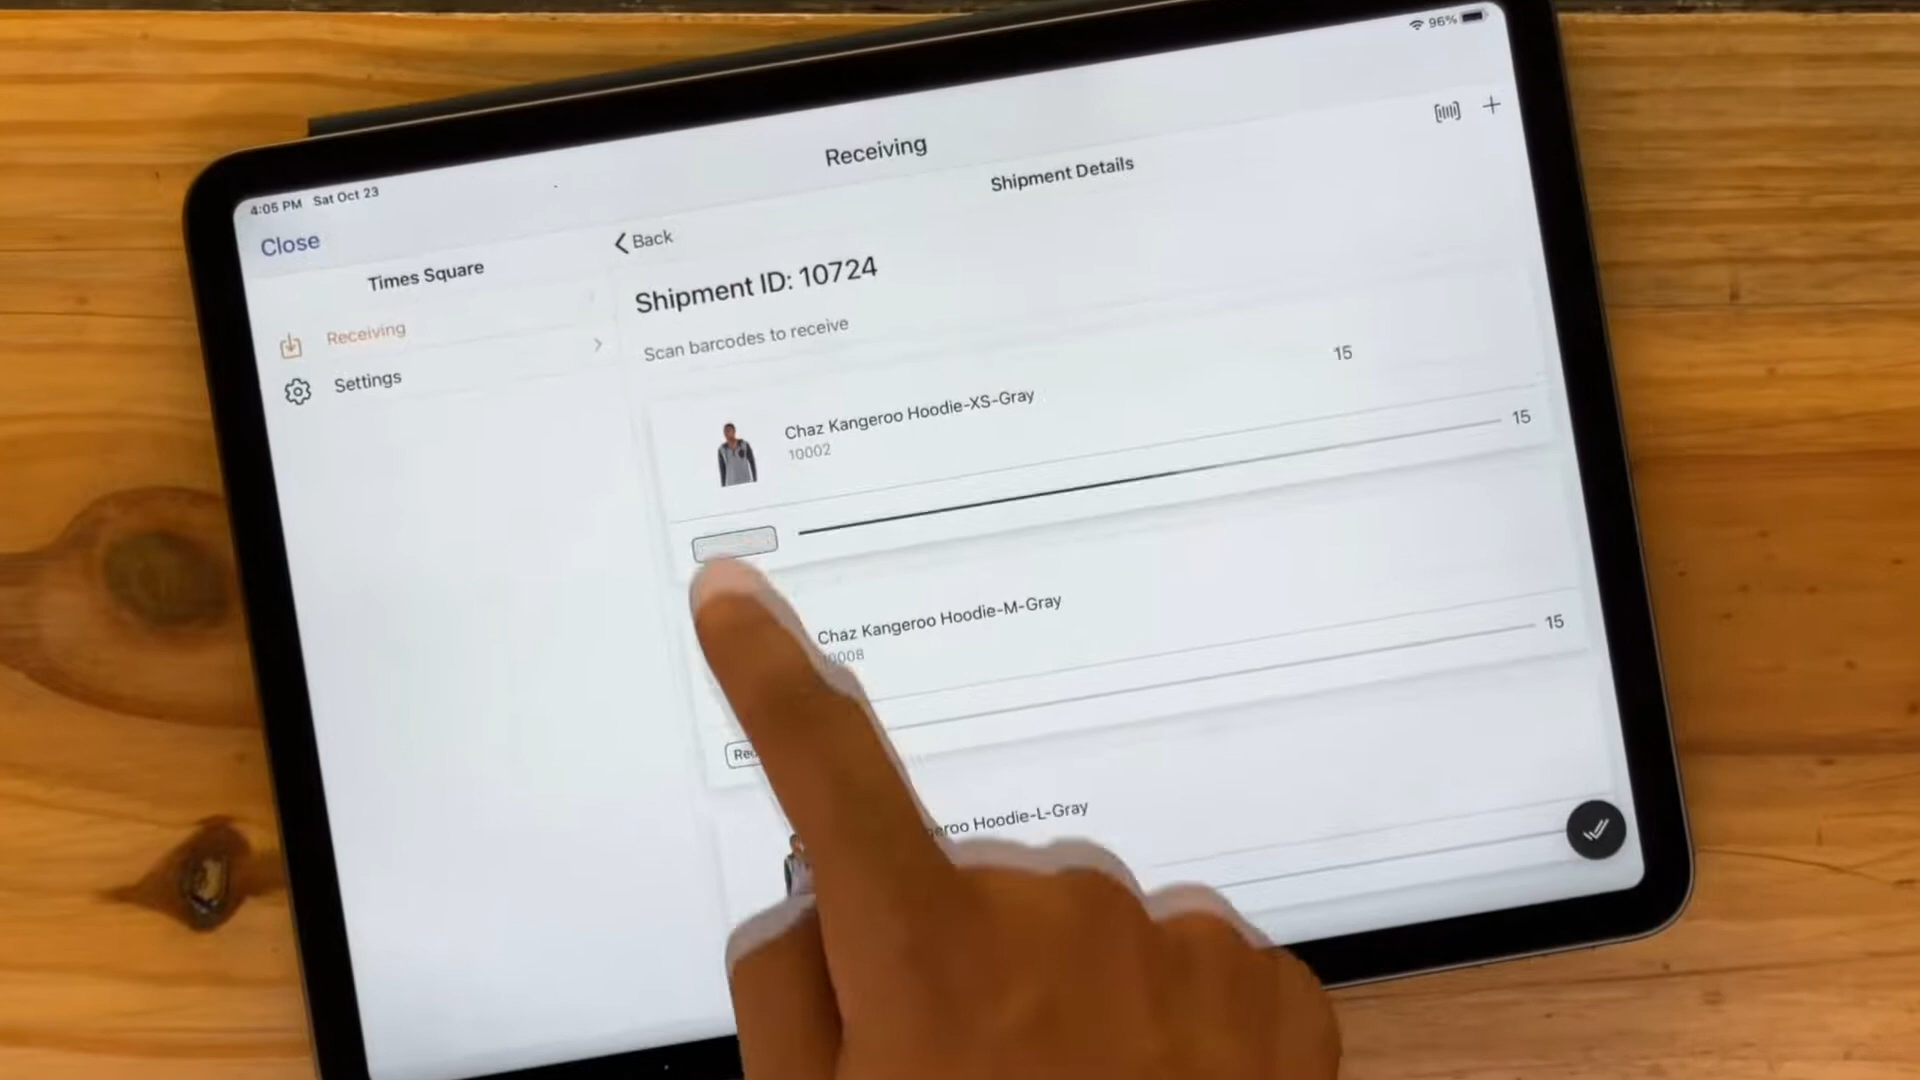 4:05 PM Sat Oct 23
96%
Close
Receiving
Times Square
Receiving
Settings
Back
Shipment Details
Shipment ID: 10724
Scan barcodes to receive
Chaz Kangeroo Hoodie-XS-Gray
10002
15
15
Chaz Kangeroo Hoodie-M-Gray
0008
15
Rec
eroo Hoodie-L-Gray